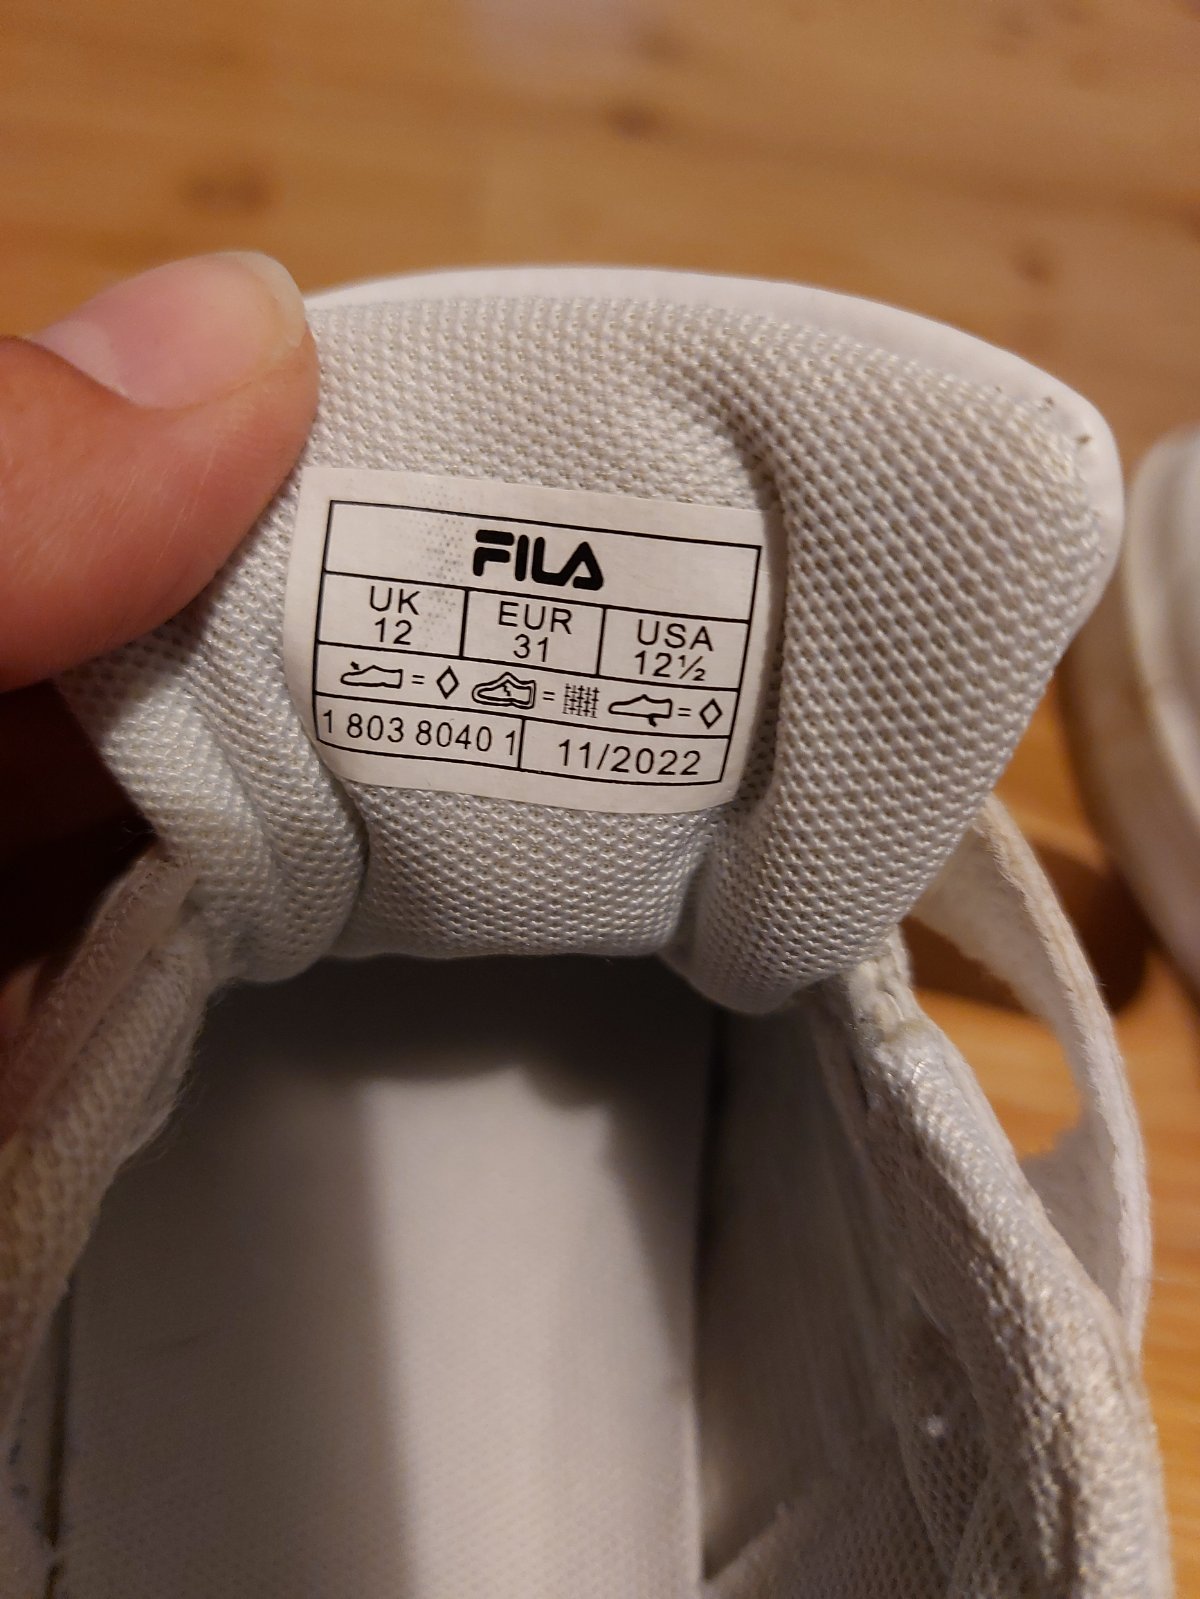 FILA
UK EUR USA
12 31 12½
= = =
1 803 8040 1 11/2022